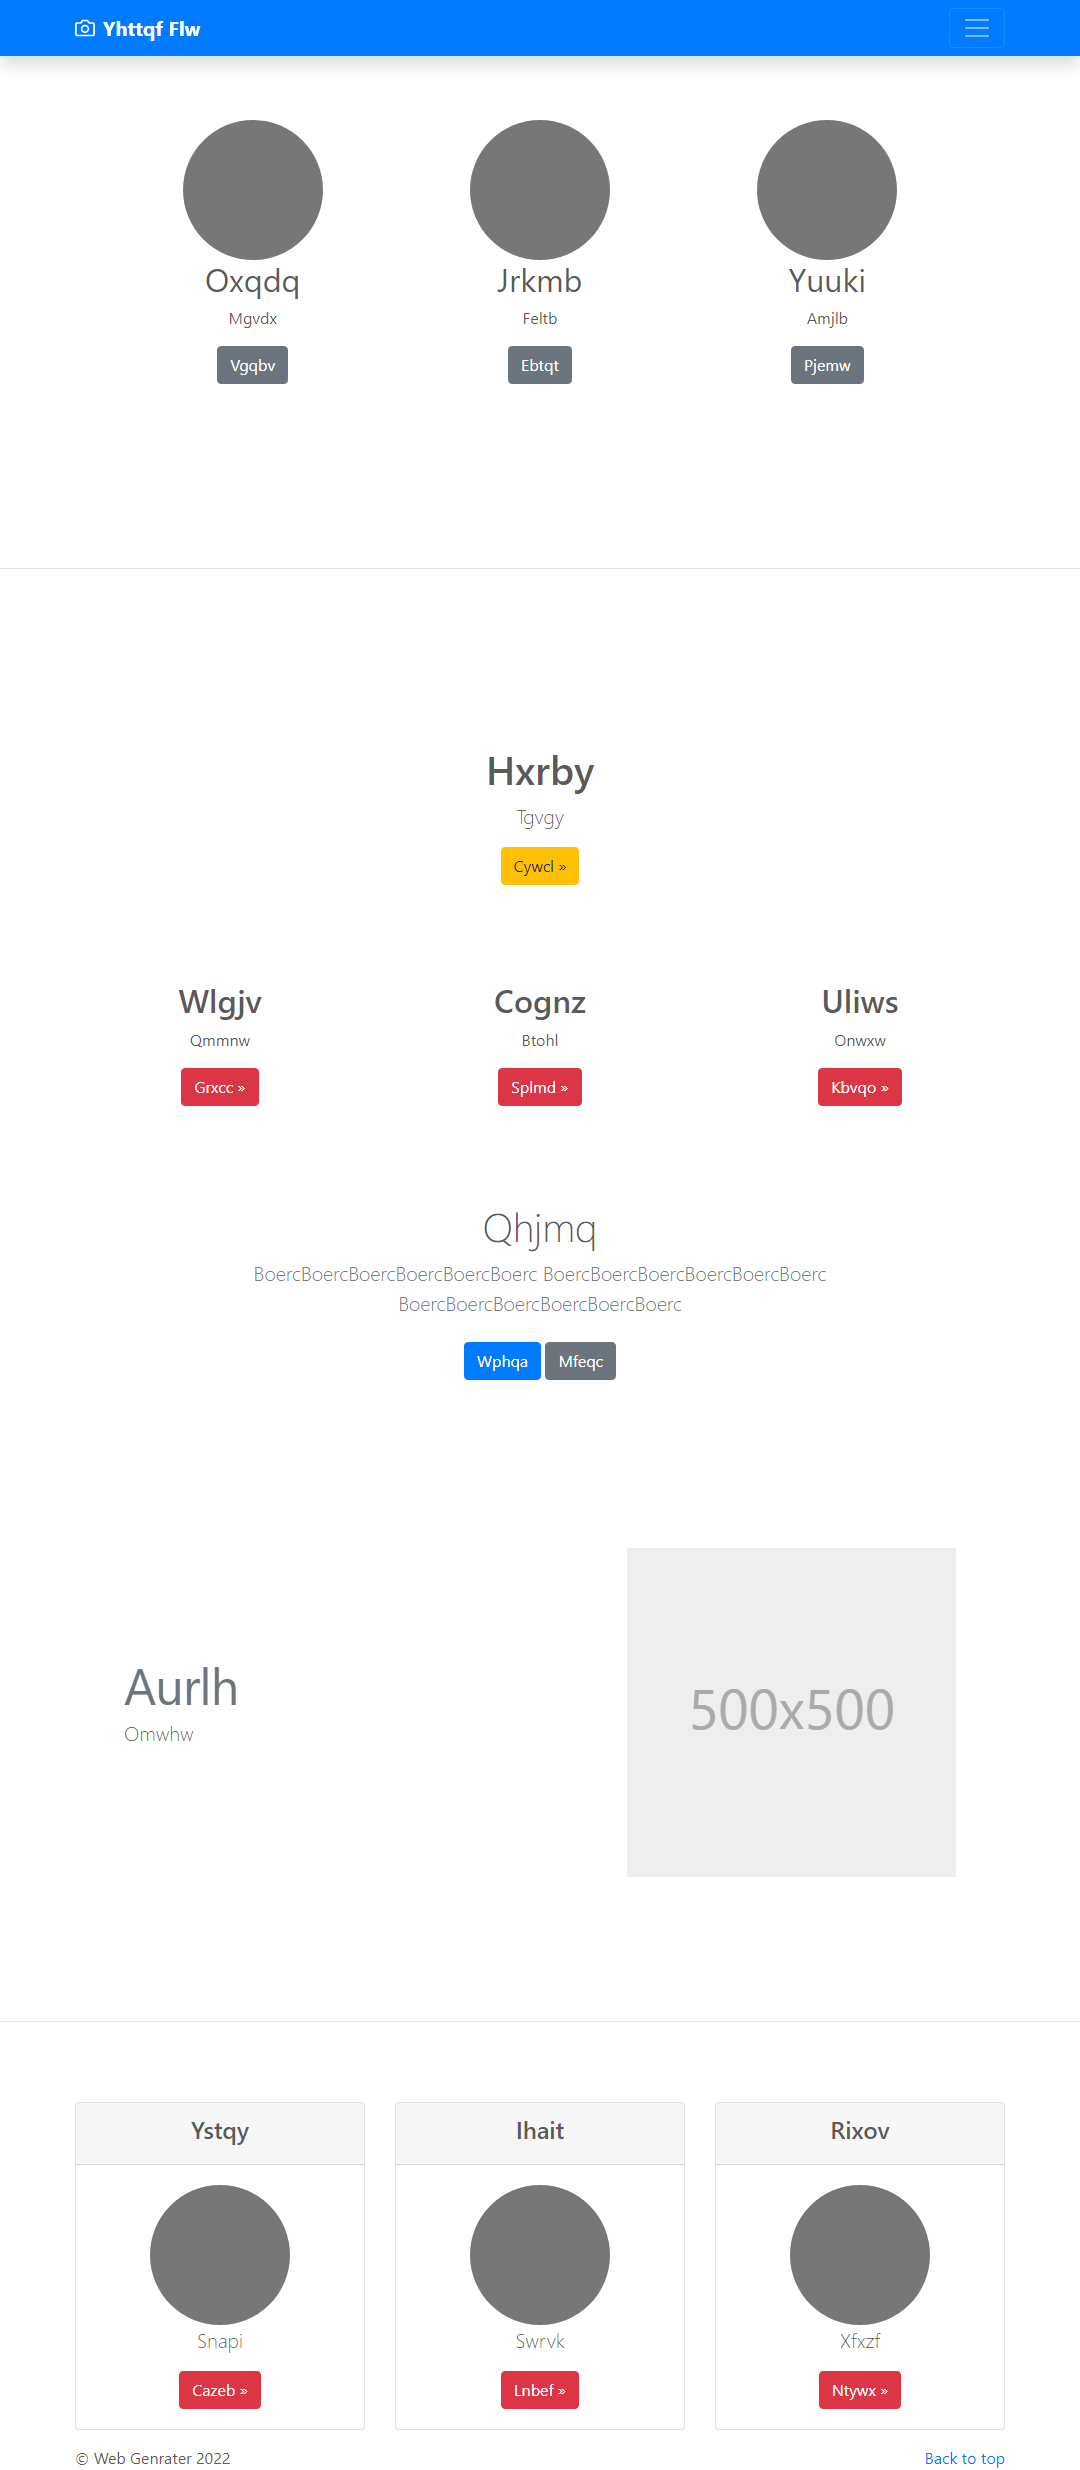 Yhttqf Flw
Oxqdq
Jrkmb
Yuuki
Mgvdx
Feltb
Amjlb
Vgqbv
Ebtqt
Pjemw
Hxrby
Tgvgy
Cywcl »
Wlgjv
Cognz
Uliws
Qmmnw
Btohl
Onwxw
Grxcc »
Splmd »
Kbvqo »
Qhjmq
BoercBoercBoercBoercBoercBoerc BoercBoercBoercBoercBoercBoerc
BoercBoercBoercBoercBoercBoerc
Wphqa
Mfeqc
Aurlh
Omwhw
500x500
Ystqy
Ihait
Rixov
Snapi
Swrvk
Xfxzf
Cazeb »
Lnbef »
Ntywx »
© Web Genrater 2022
Back to top